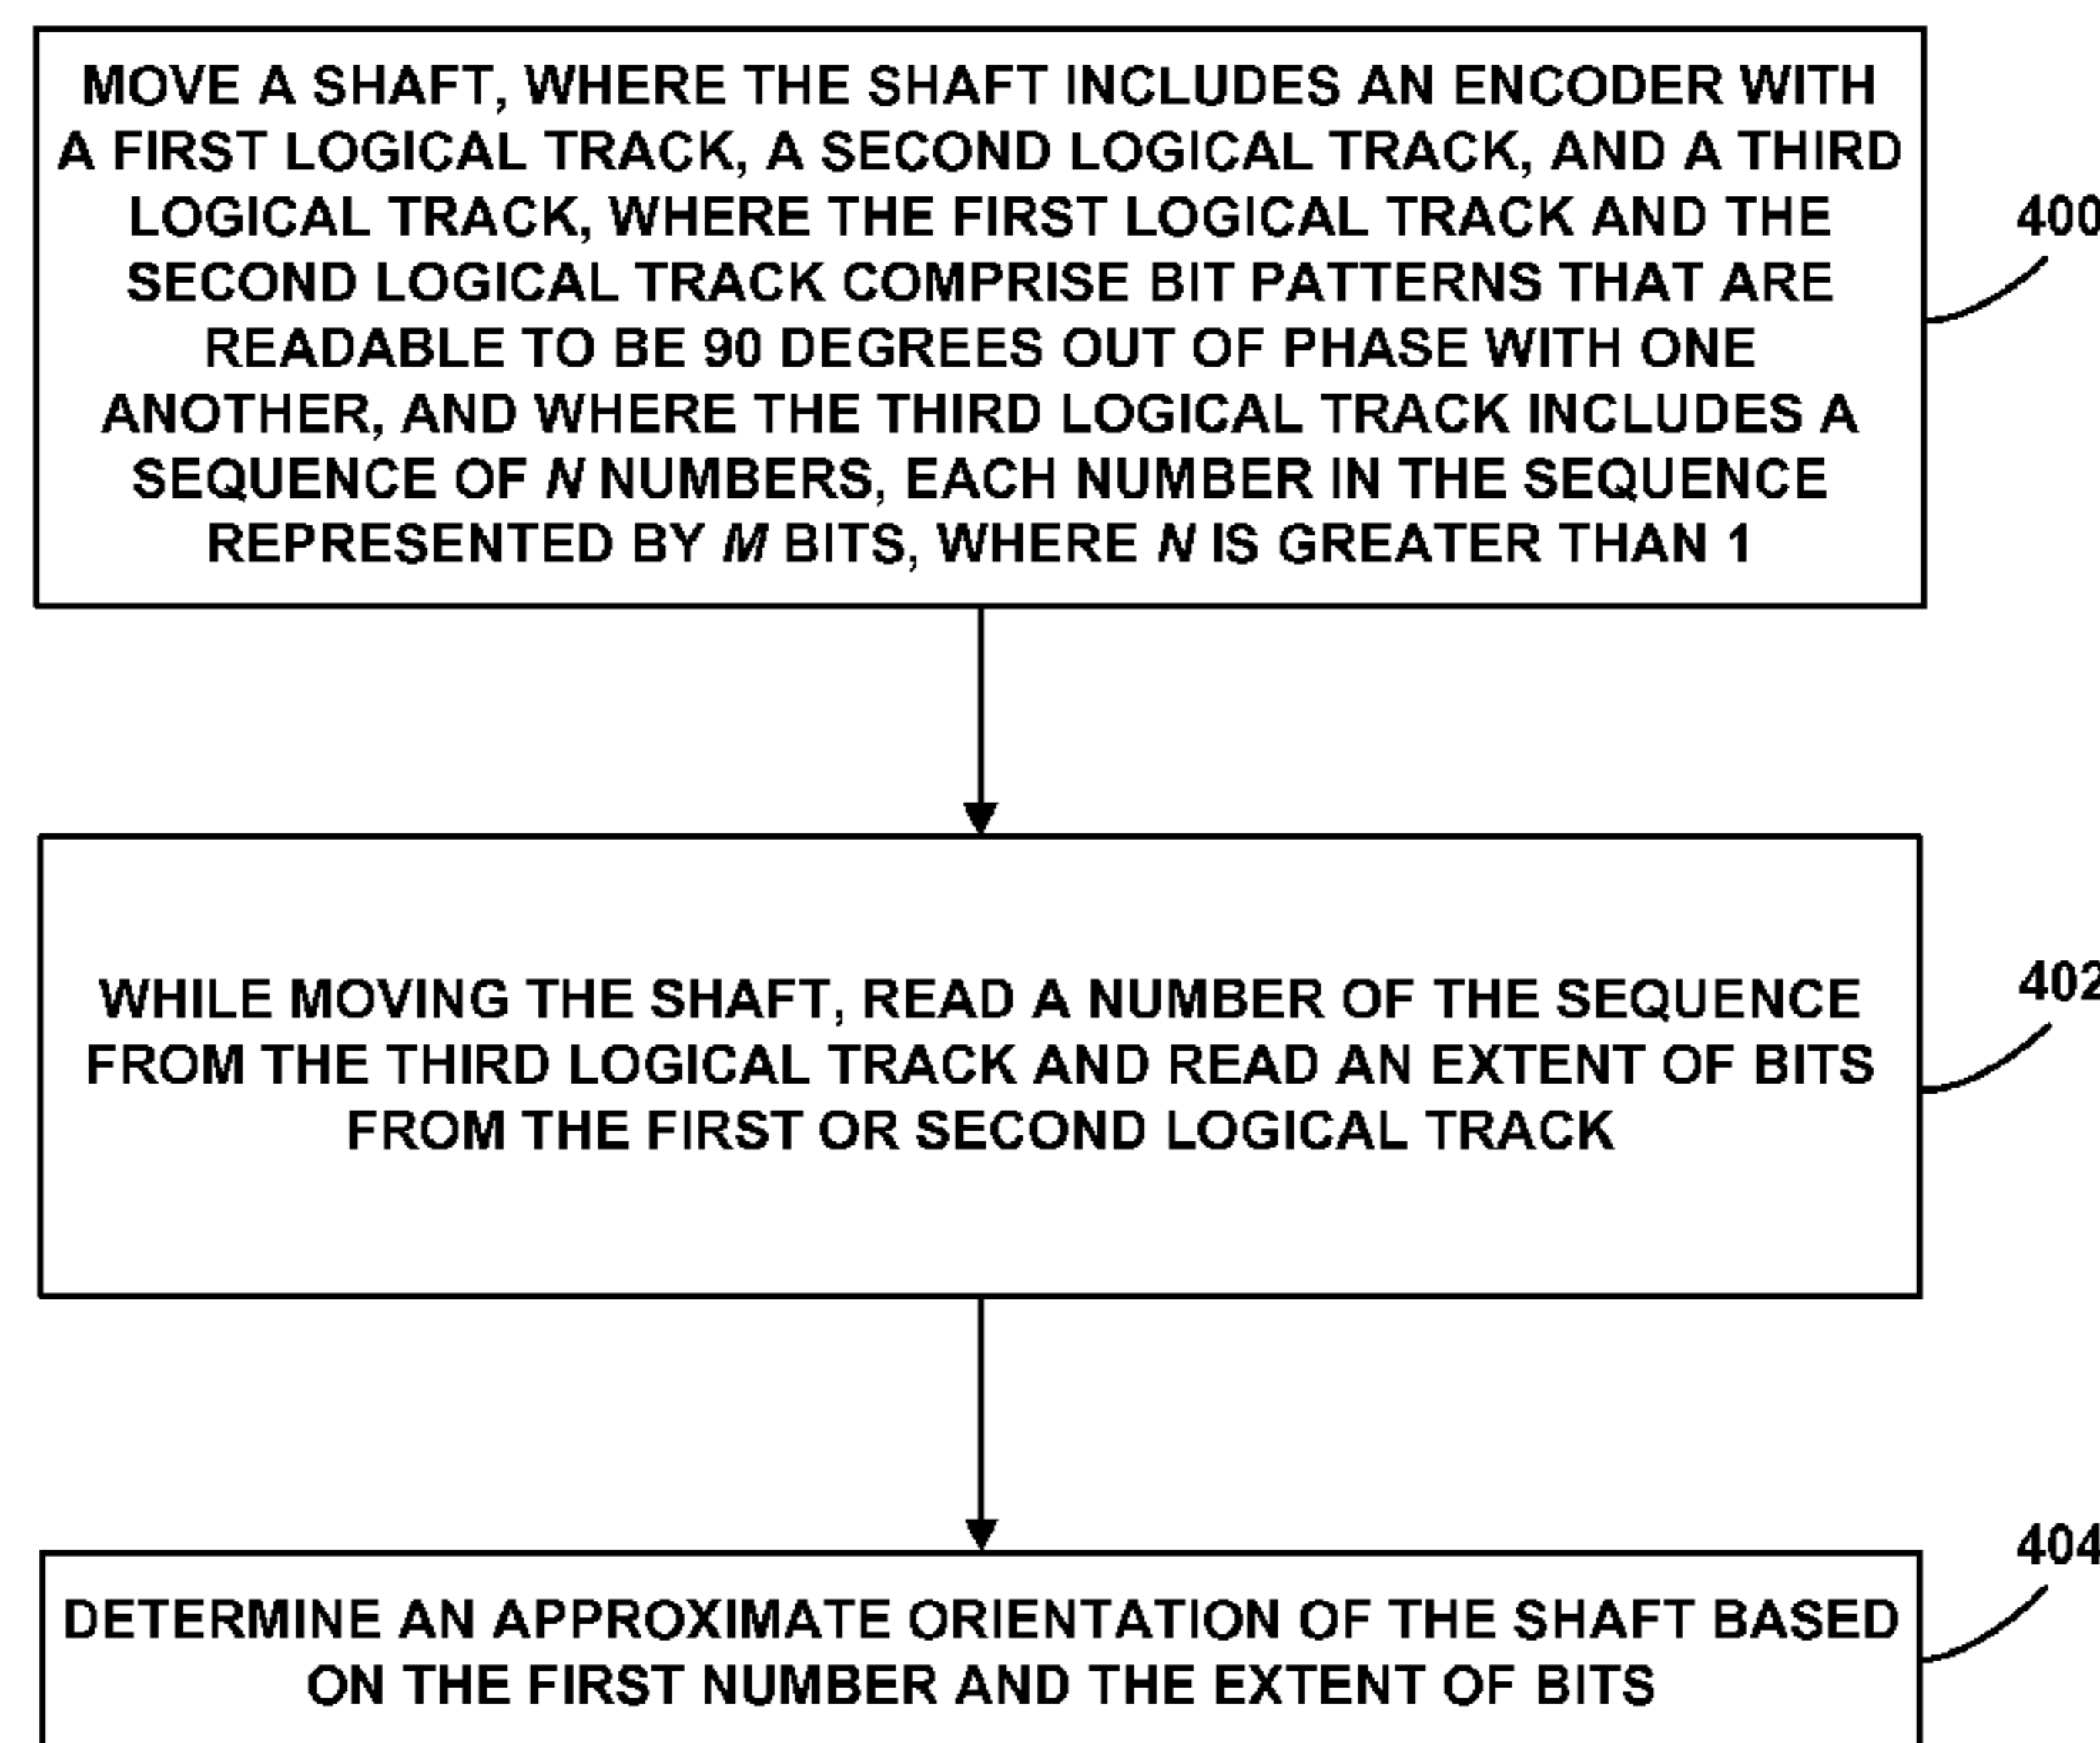 MOVE A SHAFT, WHERE THE SHAFT INCLUDES AN ENCODER WITH
A FIRST LOGICAL TRACK, A SECOND LOGICAL TRACK, AND A THIRD
LOGICAL TRACK, WHERE THE FIRST LOGICAL TRACK AND THE
SECOND LOGICAL TRACK COMPRISE BIT PATTERNS THAT ARE
READABLE TO BE 90 DEGREES OUT OF PHASE WITH ONE
ANOTHER, AND WHERE THE THIRD LOGICAL TRACK INCLUDES A
SEQUENCE OF N NUMBERS, EACH NUMBER IN THE SEQUENCE
REPRESENTED BY M BITS, WHERE N IS GREATER THAN 1
400
WHILE MOVING THE SHAFT, READ A NUMBER OF THE SEQUENCE
FROM THE THIRD LOGICAL TRACK AND READ AN EXTENT OF BITS
FROM THE FIRST OR SECOND LOGICAL TRACK
402
DETERMINE AN APPROXIMATE ORIENTATION OF THE SHAFT BASED
ON THE FIRST NUMBER AND THE EXTENT OF BITS
404